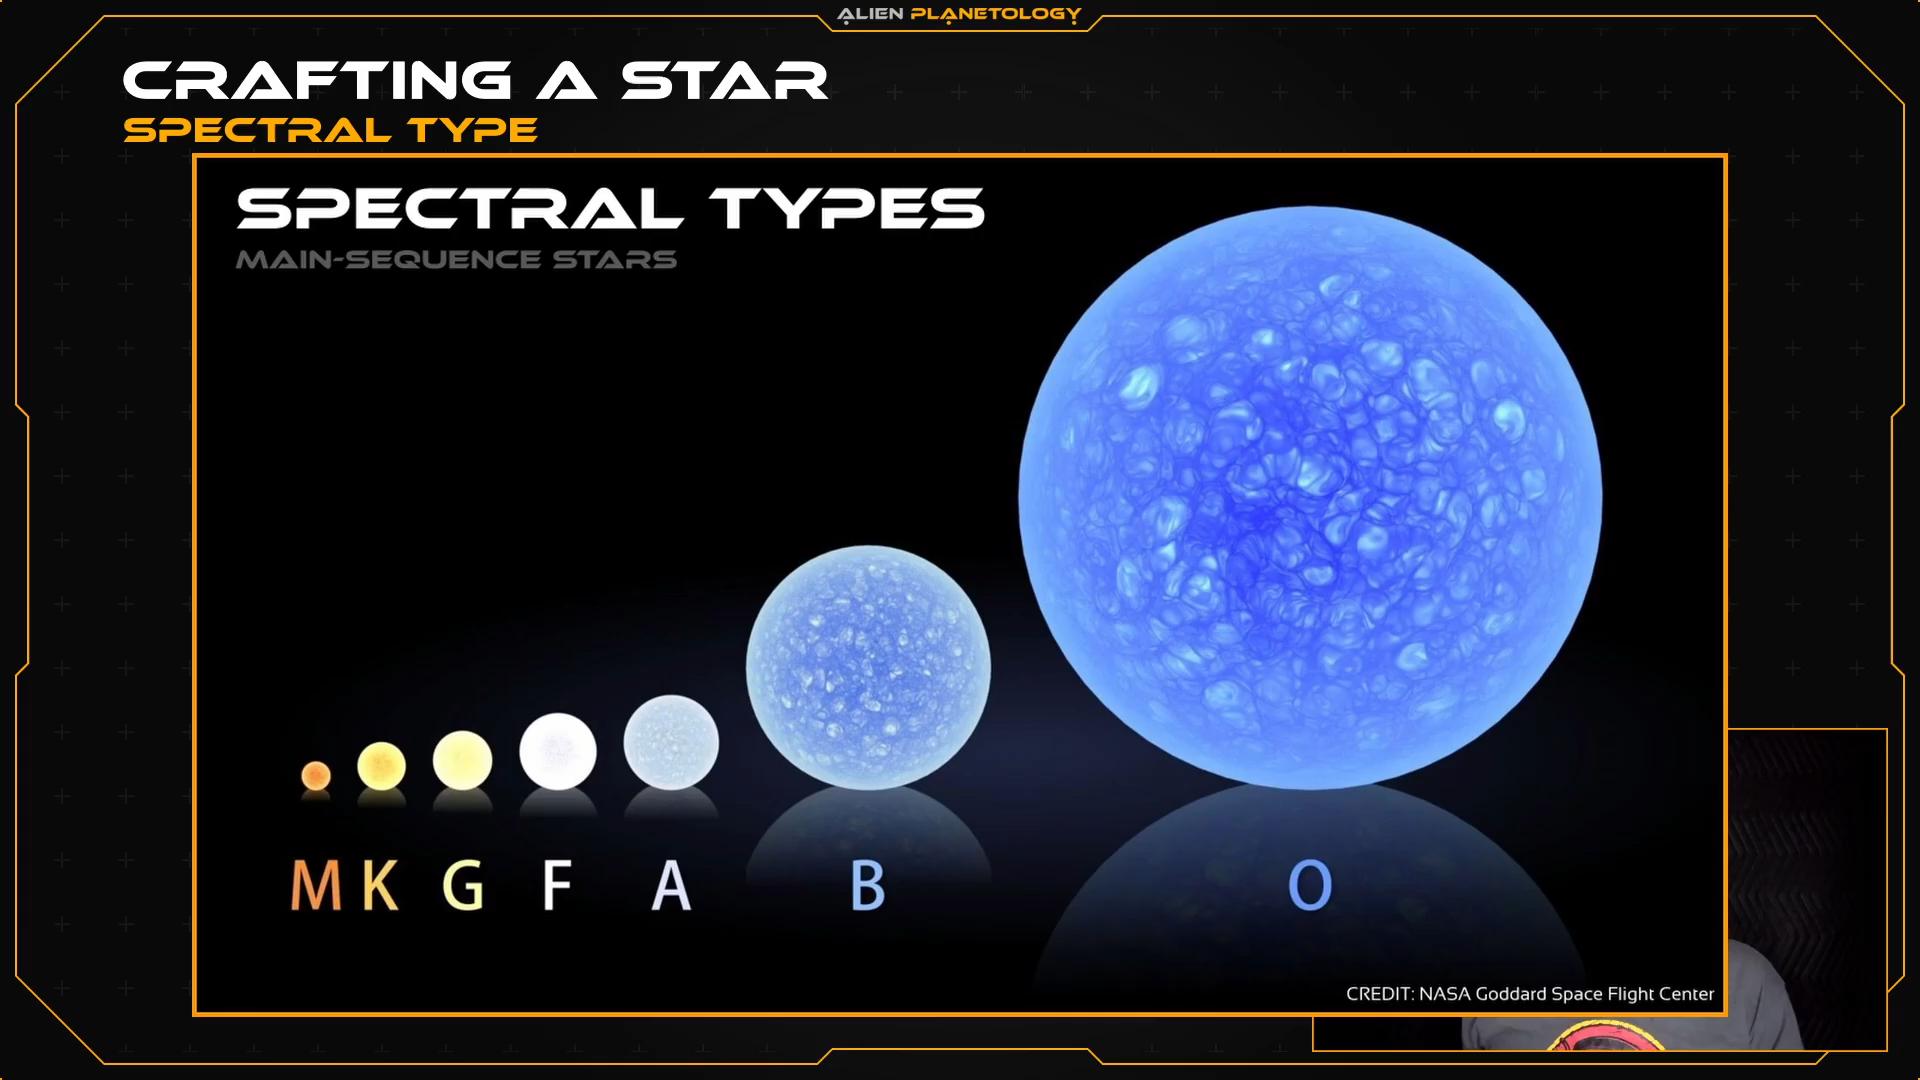 ALIEN PLANETOLOGY
CRAFTING A STAR
SPECTRAL TYPE
SPECTRAL TYPES
MAIN-SEQUENCE STARS
M K G F A B O
CREDIT: NASA Goddard Space Flight Center